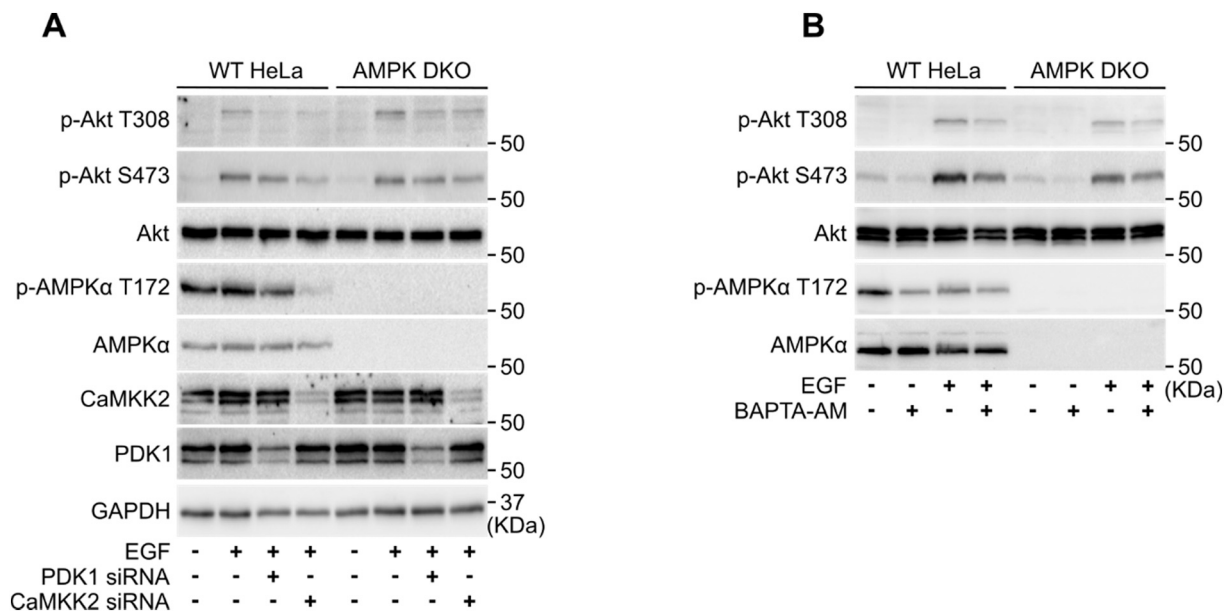 A
WT HeLa AMPK DKO
p-Akt T308
50
p-Akt S473
50
Akt
50
p-AMPKα T172
50
AMPKα
50
CaMKK2
50
PDK1
50
GAPDH
37
(KDa)
EGF - + + + - + + +
PDK1 siRNA - - + - - - + -
CaMKK2 siRNA - - - + - - - +
B
WT HeLa AMPK DKO
p-Akt T308
50
p-Akt S473
50
Akt
50
p-AMPKα T172
50
AMPKα
50
EGF - - + + - - + + (KDa)
BAPTA-AM - + - + - + - +